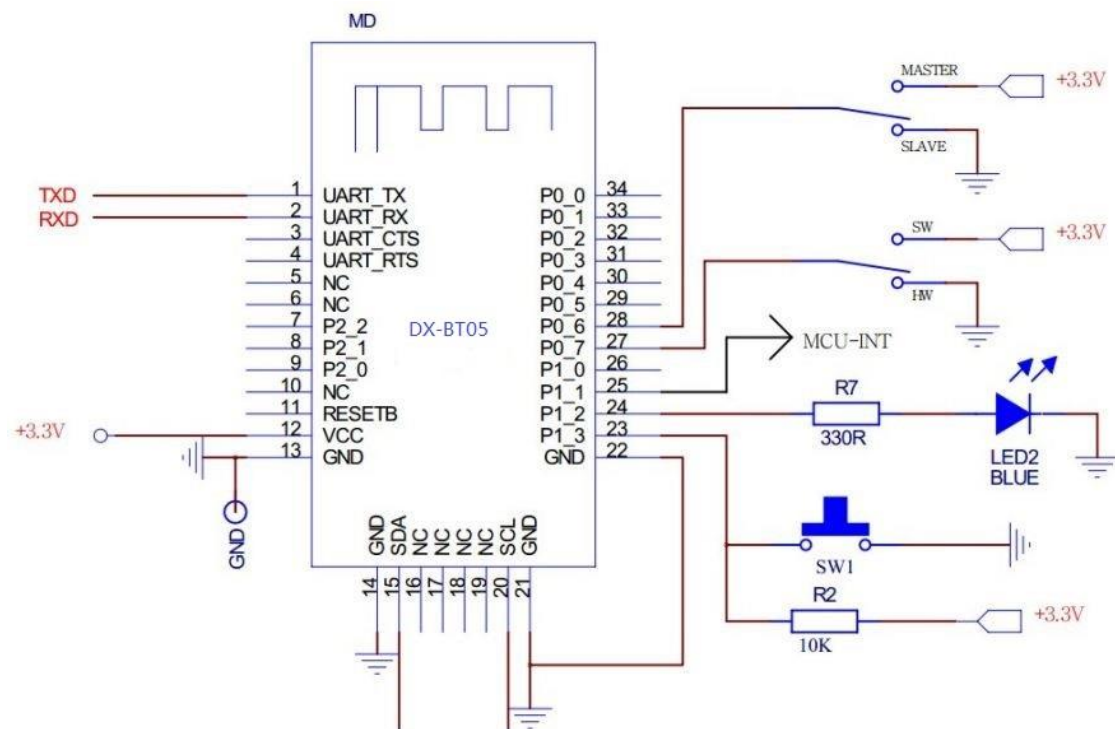 MD
MASTER
+3.3V
SLAVE
TXD
1
UART_TX
P0_0
34
RXD
2
UART_RX
P0_1
33
3
UART_CTS
P0_2
32
SW
+3.3V
4
UART_RTS
P0_3
31
5
NC
P0_4
30
HW
6
NC
P0_5
29
7
P2_2
DX-BT05
P0_6
28
8
P2_1
P0_7
27
MCU-INT
9
P2_0
P1_0
26
10
NC
P1_1
25
R7
11
RESETB
P1_2
24
330R
+3.3V
12
VCC
P1_3
23
LED2
BLUE
13
GND
GND
22
GND
GND
SDA
NC
NC
NC
NC
SCL
GND
14
15
16
17
18
19
20
21
SW1
R2
10K
+3.3V